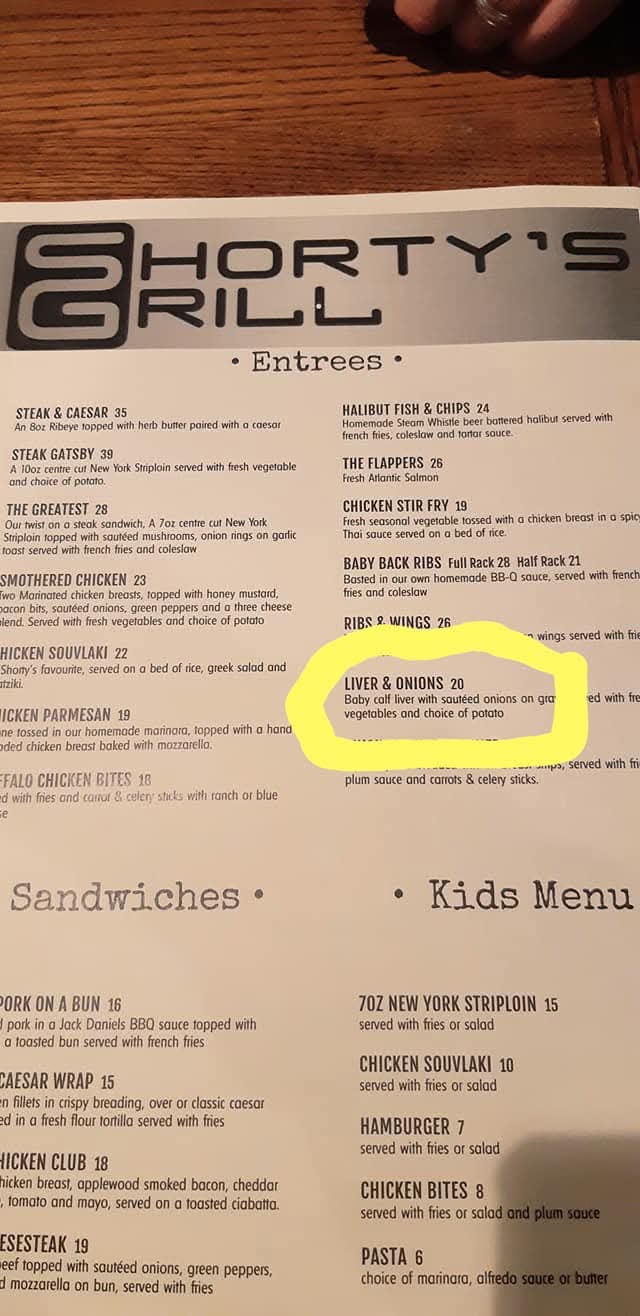 SHORTY'S
GRILL
• Entrees •
STEAK & CAESAR 35
An 8oz Ribeye topped with herb butter paired with a caesar
STEAK GATSBY 39
A 10oz centre cut New York Striploin served with fresh vegetable
and choice of potato.
THE GREATEST 28
Our twist on a steak sandwich, A 7oz centre cut New York
Striploin topped with sautéed mushrooms, onion rings on garlic
toast served with french fries and coleslaw
SMOTHERED CHICKEN 23
Two Marinated chicken breasts, topped with honey mustard,
bacon bits, sautéed onions, green peppers and a three cheese
blend. Served with fresh vegetables and choice of potato
HICKEN SOUVLAKI 22
Shorty's favourite, served on a bed of rice, greek salad and
atziki.
ICKEN PARMESAN 19
ne tossed in our homemade marinara, topped with a hand
aded chicken breast baked with mozzarella.
FFALO CHICKEN BITES 18
ed with fries and carrot & celery sticks with ranch or blue
se
HALIBUT FISH & CHIPS 24
Homemade Steam Whistle beer battered halibut served with
french fries, coleslaw and tartar sauce.
THE FLAPPERS 26
Fresh Atlantic Salmon
CHICKEN STIR FRY 19
Fresh seasonal vegetable tossed with a chicken breast in a spicy
Thai sauce served on a bed of rice.
BABY BACK RIBS Full Rack 28 Half Rack 21
Basted in our own homemade BB-Q sauce, served with french
fries and coleslaw
RIBS & WINGS 26
wings served with frie
LIVER & ONIONS 20
Baby calf liver with sautéed onions on gra ed with fre
vegetables and choice of potato
served with fri
plum sauce and carrots & celery sticks.
Sandwiches •
PORK ON A BUN 16
d pork in a Jack Daniels BBQ sauce topped with
a toasted bun served with french fries
CAESAR WRAP 15
en fillets in crispy breading, over or classic caesar
ed in a fresh flour tortilla served with fries
HICKEN CLUB 18
hicken breast, applewood smoked bacon, cheddar
, tomato and mayo, served on a toasted ciabatta.
ESESTEAK 19
beef topped with sautéed onions, green peppers,
d mozzarella on bun, served with fries
• Kids Menu
7OZ NEW YORK STRIPLOIN 15
served with fries or salad
CHICKEN SOUVLAKI 10
served with fries or salad
HAMBURGER 7
served with fries or salad
CHICKEN BITES 8
served with fries or salad and plum sauce
PASTA 6
choice of marinara, alfredo sauce or butter